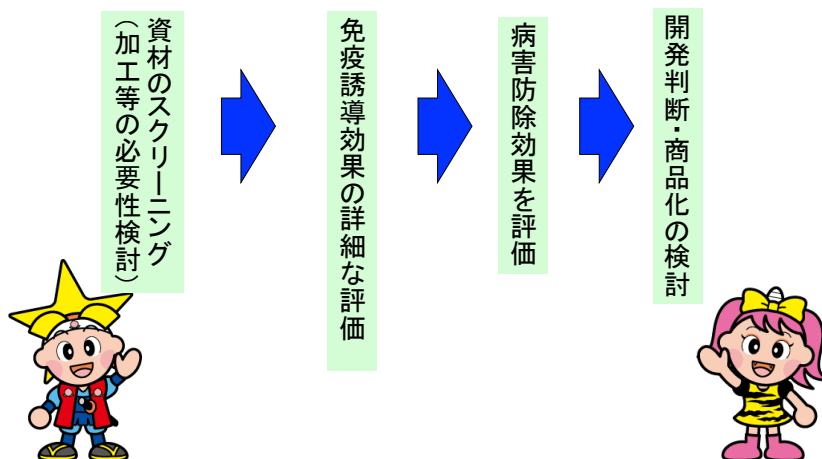 資材のスクリーニング
（加工等の必要性検討）
免疫誘導効果の詳細な評価
病害防除効果を評価
開発判断・商品化の検討